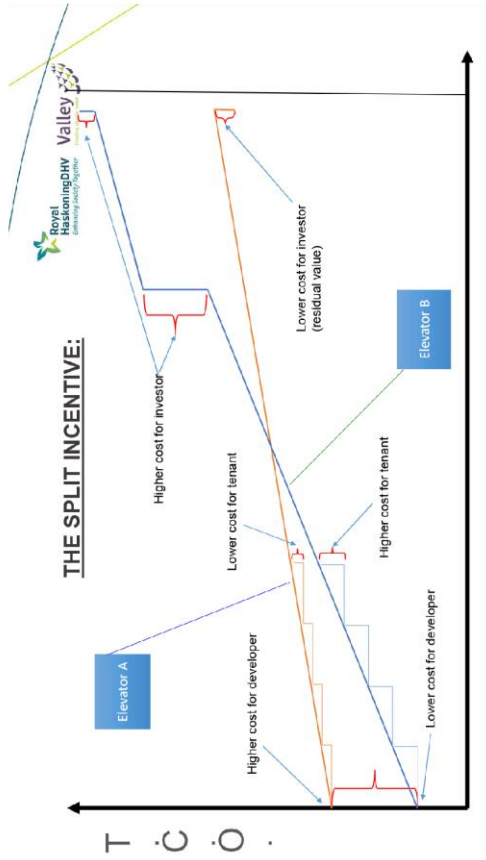 THE SPLIT INCENTIVE:
Royal
HaskoningDHV
Enhancing Society Together
Valley
T
.C
.O
.
Elevator A
Higher cost for developer
Lower cost for tenant
Higher cost for investor
Lower cost for developer
Higher cost for tenant
Elevator B
Lower cost for investor
(residual value)